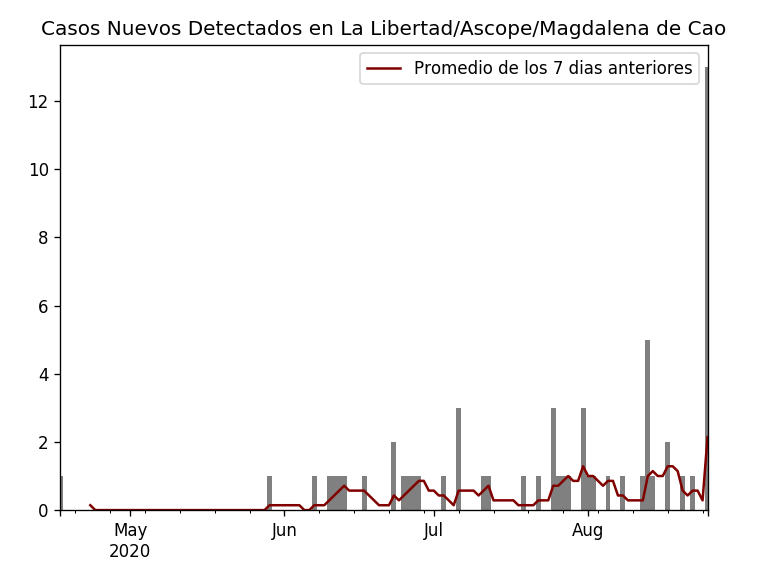 Casos Nuevos Detectados en La Libertad/Ascope/Magdalena de Cao
Promedio de los 7 dias anteriores
12
10
8
6
4
2
0
May Jun Jul Aug
2020